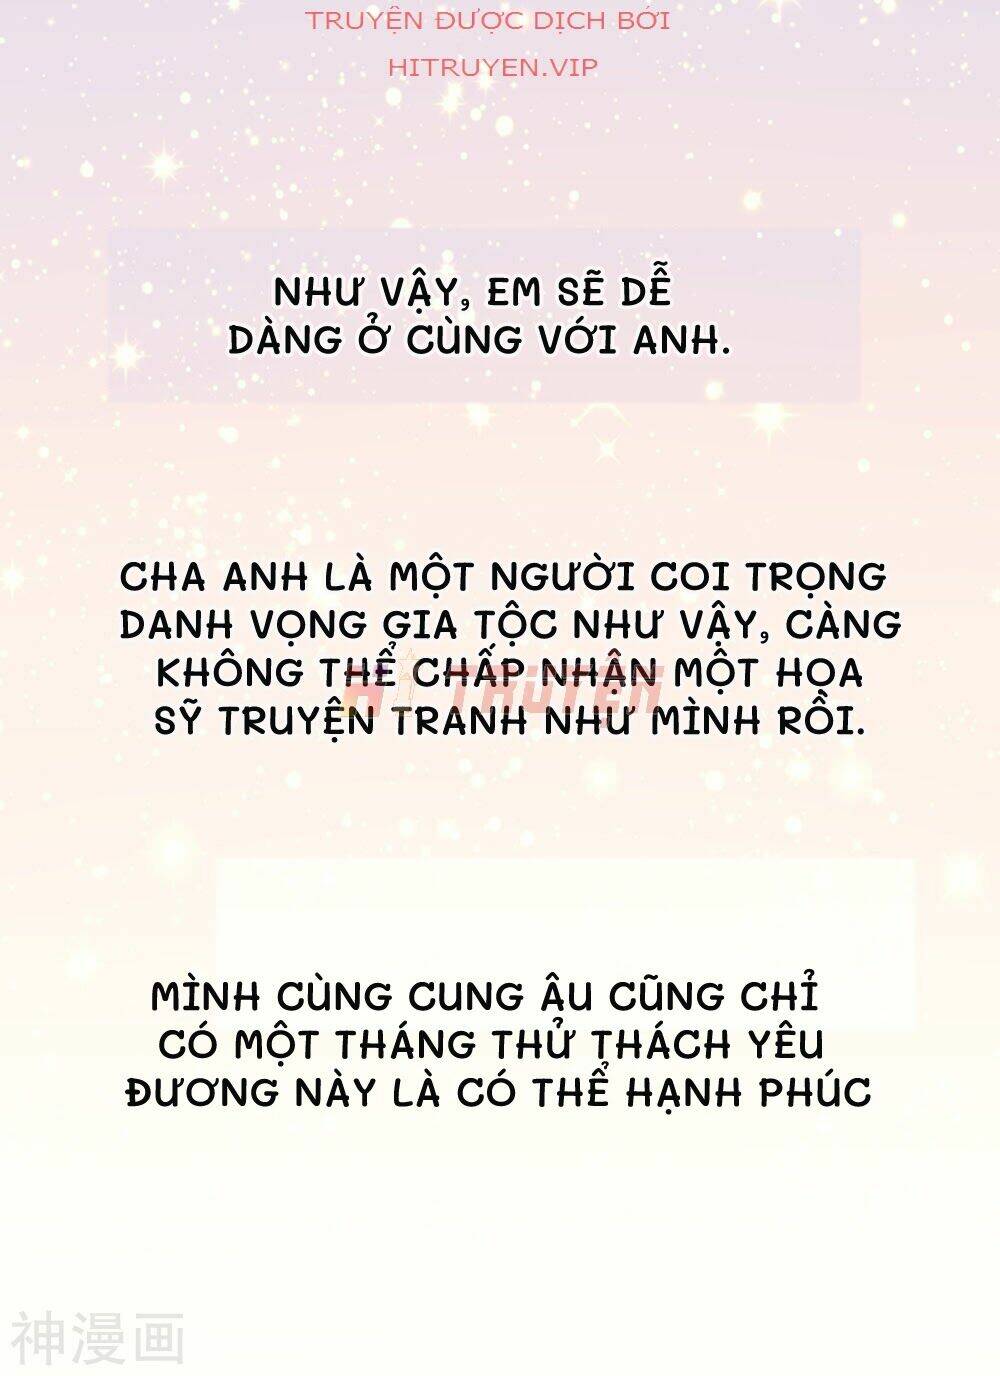 TRUYỆN ĐƯỢC DỊCH BỞI
HITRUYEN.VIP
NHƯ VẬY, EM SẼ DỄ
DÀNG Ở CÙNG VỚI ANH.
CHA ANH LÀ MỘT NGƯỜI COI TRỌNG
DANH VỌNG GIA TỘC NHƯ VẬY, CÀNG
KHÔNG THỂ CHẤP NHẬN MỘT HỌA
HI TRUYEN
SỸ TRUYỆN TRANH NHƯ MÌNH RỒI.
MÌNH CÙNG CUNG ÂU CŨNG CHỈ
CÓ MỘT THÁNG THỬ THÁCH YÊU
ĐƯƠNG NÀY LÀ CÓ THỂ HẠNH PHÚC
神漫画